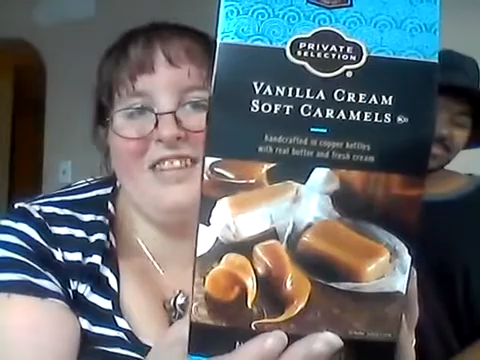 PRIVATE
SELECTION
VANILLA CREAM
SOFT CARAMELS
handcrafted in copper kettles
with real butter and fresh cream